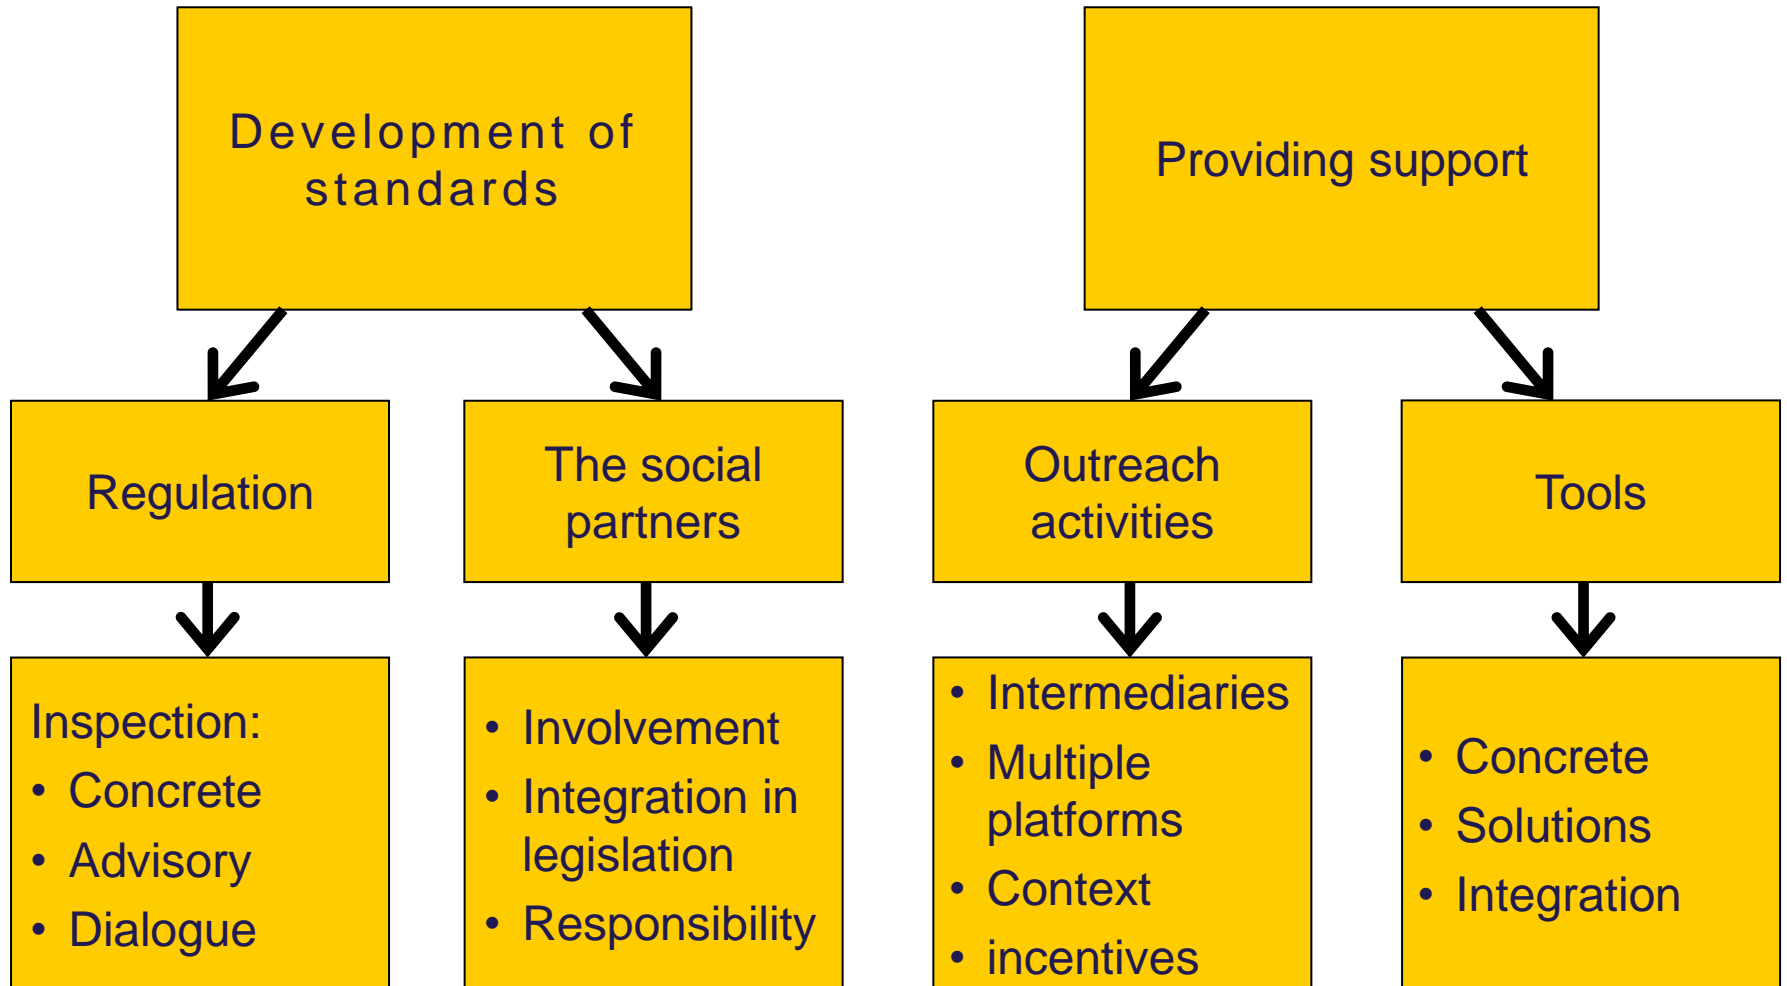 Development of
standards
Providing support
Regulation
The social
partners
Outreach
activities
Tools
Inspection:
• Concrete
• Advisory
• Dialogue
• Involvement
• Integration in
legislation
• Responsibility
• Intermediaries
• Multiple
platforms
• Context
• incentives
• Concrete
• Solutions
• Integration